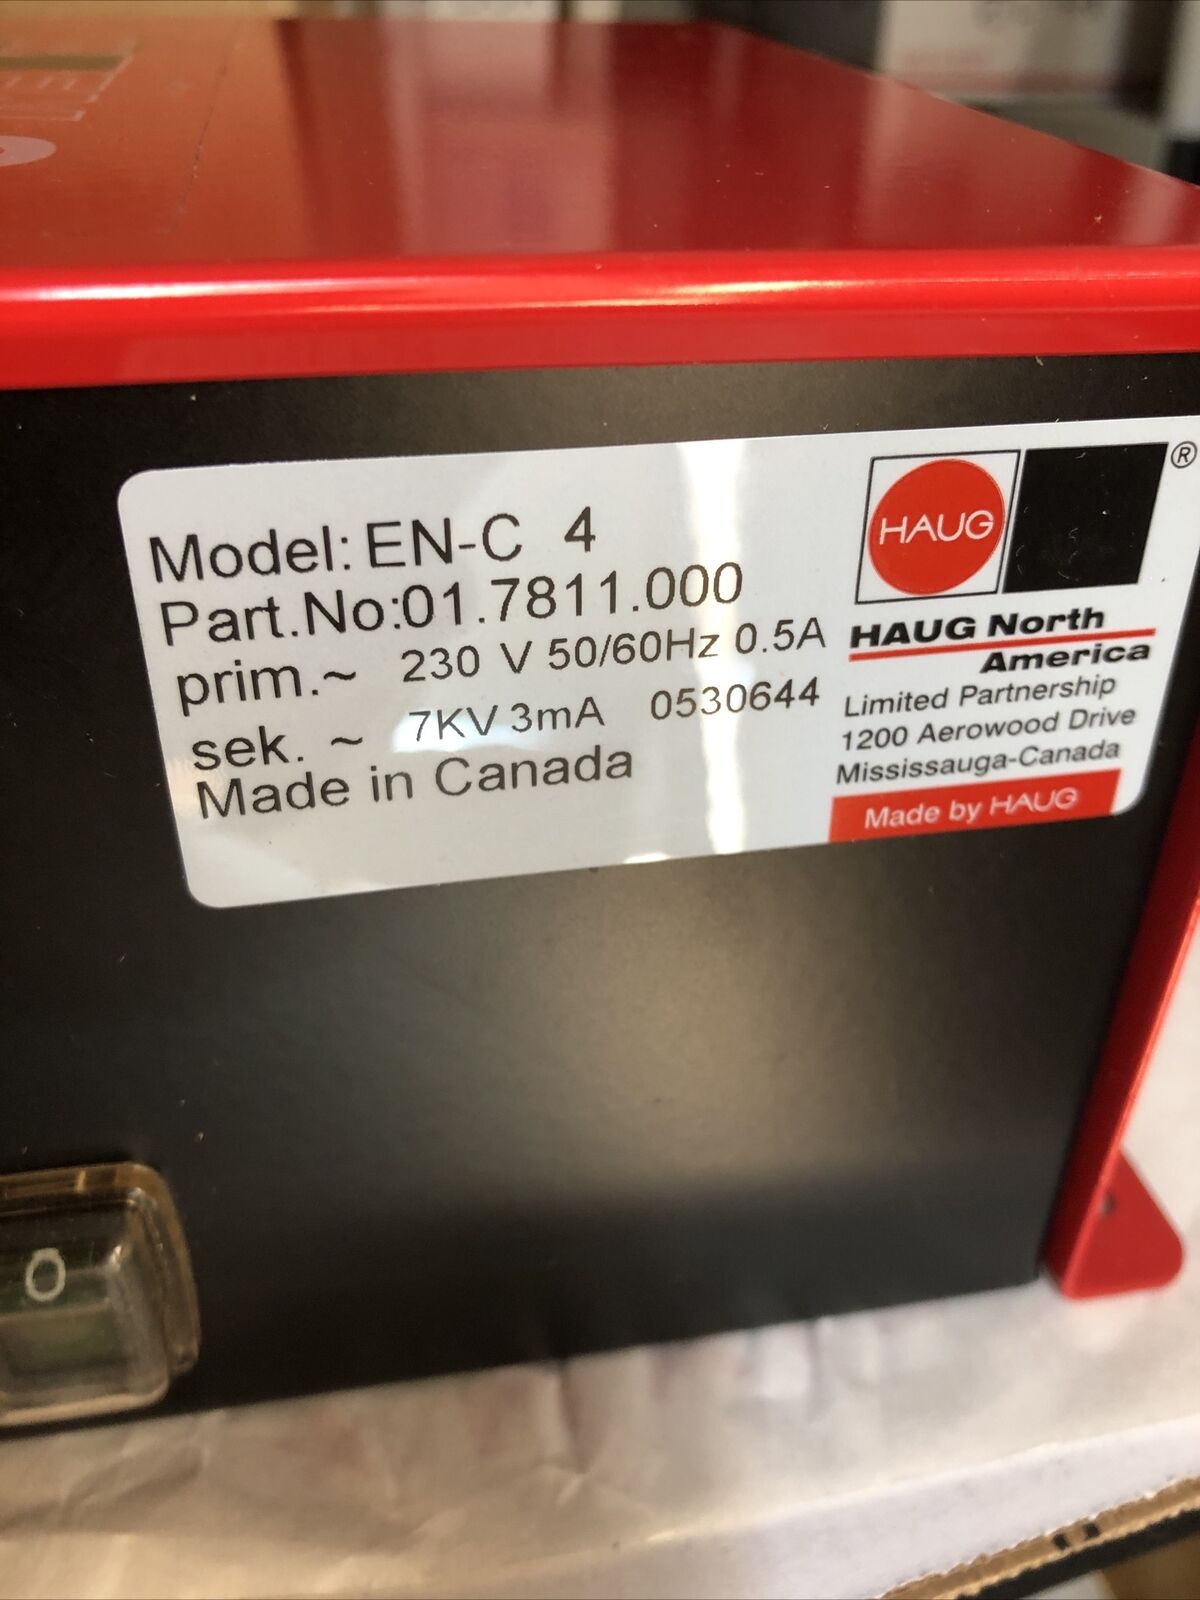 Model: EN-C 4
Part.No:01.7811.000
prim.~ 230 V 50/60Hz 0.5A
sek. ~ 7KV 3mA 0530644
Made in Canada
HAUG
®
HAUG North
America
Limited Partnership
1200 Aerowood Drive
Mississauga-Canada
Made by HAUG
O